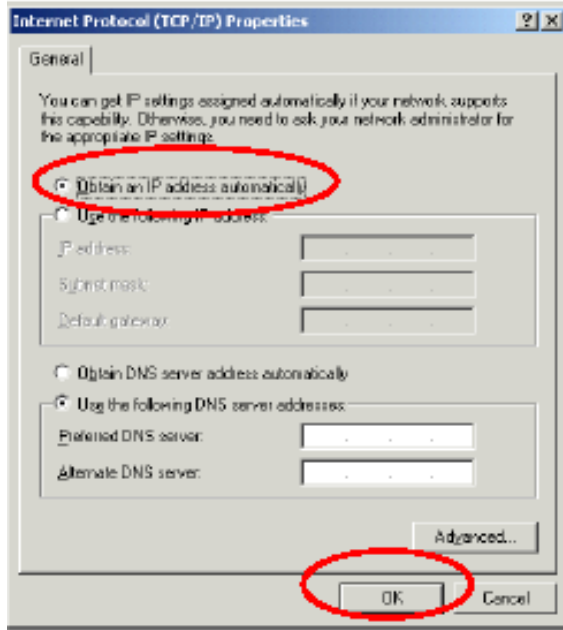 Internet Protocol (TCP/IP) Properties
General
You can get IP settings assigned automatically if your network supports
this capability. Otherwise, you need to ask your network administrator for
the appropriate IP settings.
Obtain an IP address automatically
Use the following IP address:
IP address:
Subnet mask:
Default gateway:
Obtain DNS server address automatically
Use the following DNS server addresses:
Preferred DNS server:
Alternate DNS server:
Advanced...
OK
Cancel